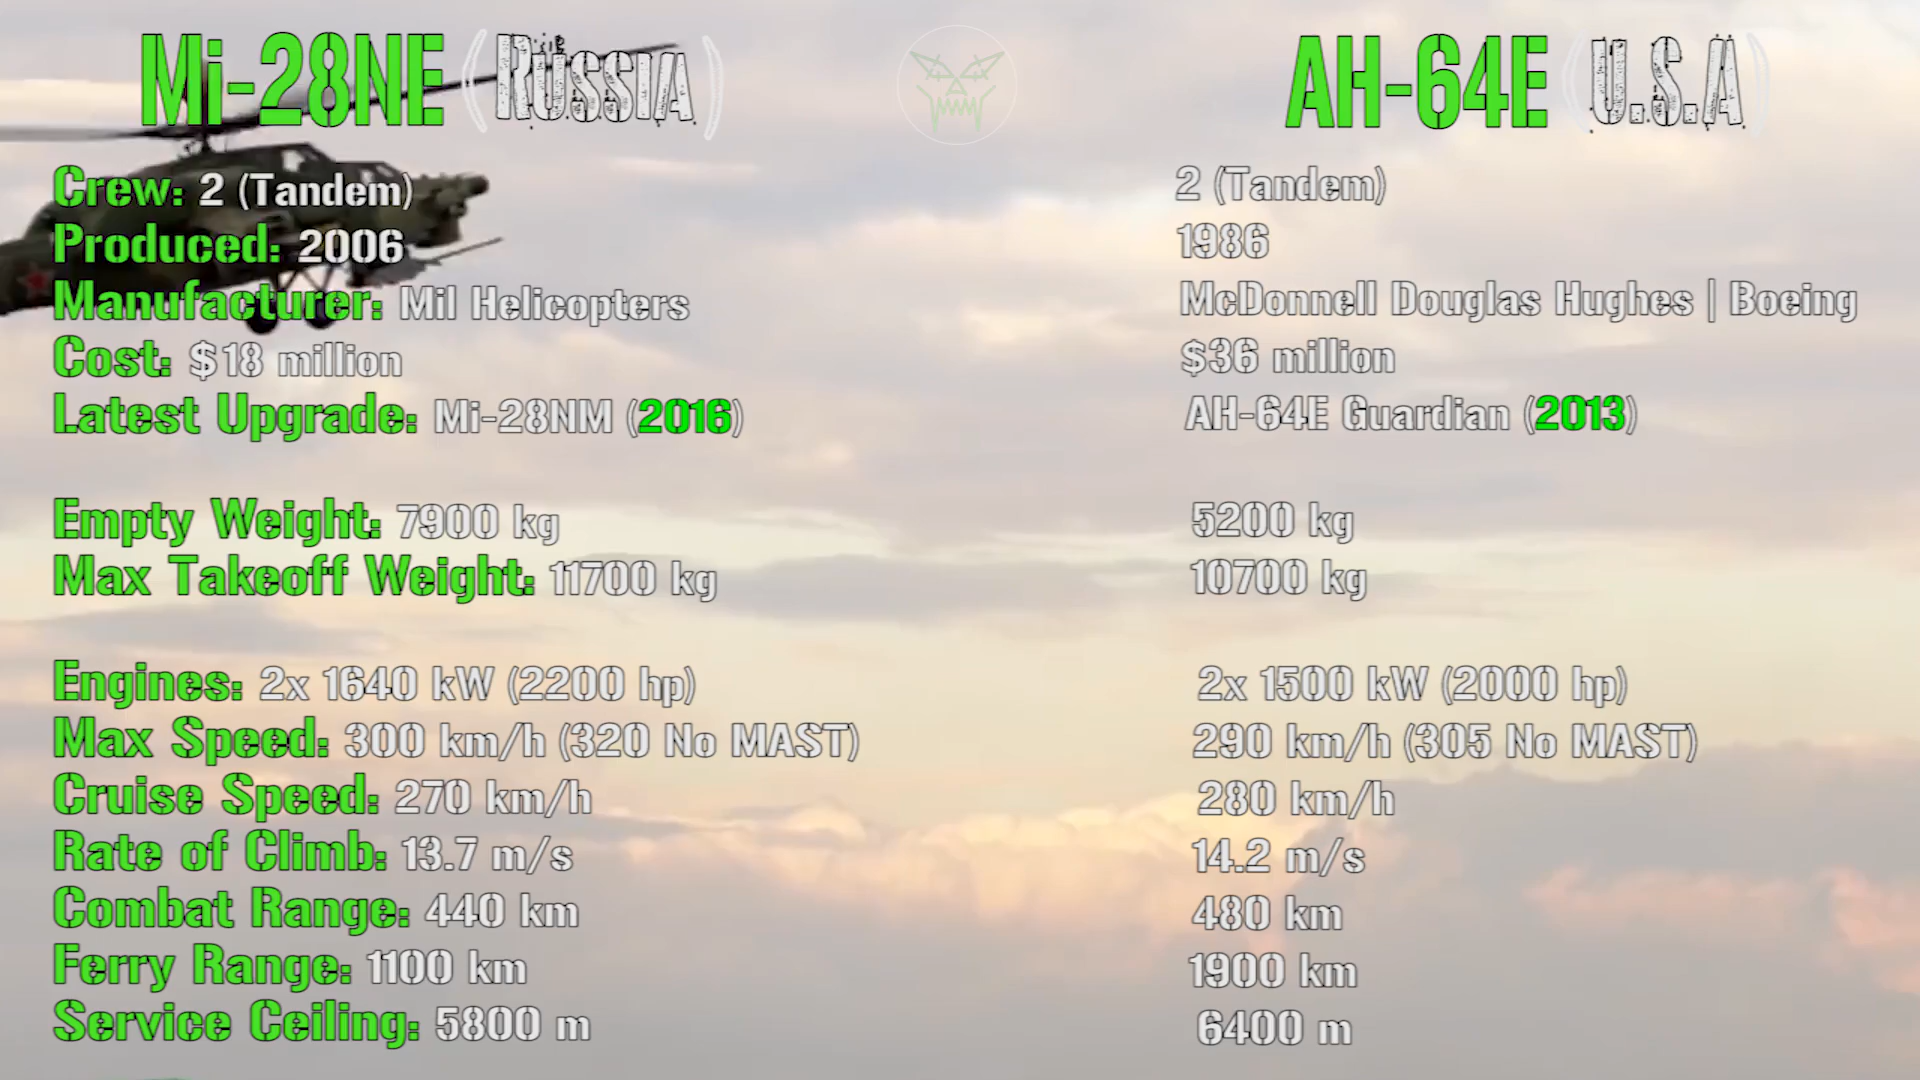 Mi-28NE (Russia) AH-64E (U.S.A)
Crew: 2 (Tandem) 2 (Tandem)
Produced: 2006 1986
Manufacturer: Mil Helicopters McDonnell Douglas Hughes | Boeing
Cost: $18 million $36 million
Latest Upgrade: Mi-28NM (2016) AH-64E Guardian (2013)
Empty Weight: 7900 kg 5200 kg
Max Takeoff Weight: 11700 kg 10700 kg
Engines: 2x 1640 kW (2200 hp) 2x 1500 kW (2000 hp)
Max Speed: 300 km/h (320 No MAST) 290 km/h (305 No MAST)
Cruise Speed: 270 km/h 280 km/h
Rate of Climb: 13.7 m/s 14.2 m/s
Combat Range: 440 km 480 km
Ferry Range: 1100 km 1900 km
Service Ceiling: 5800 m 6400 m